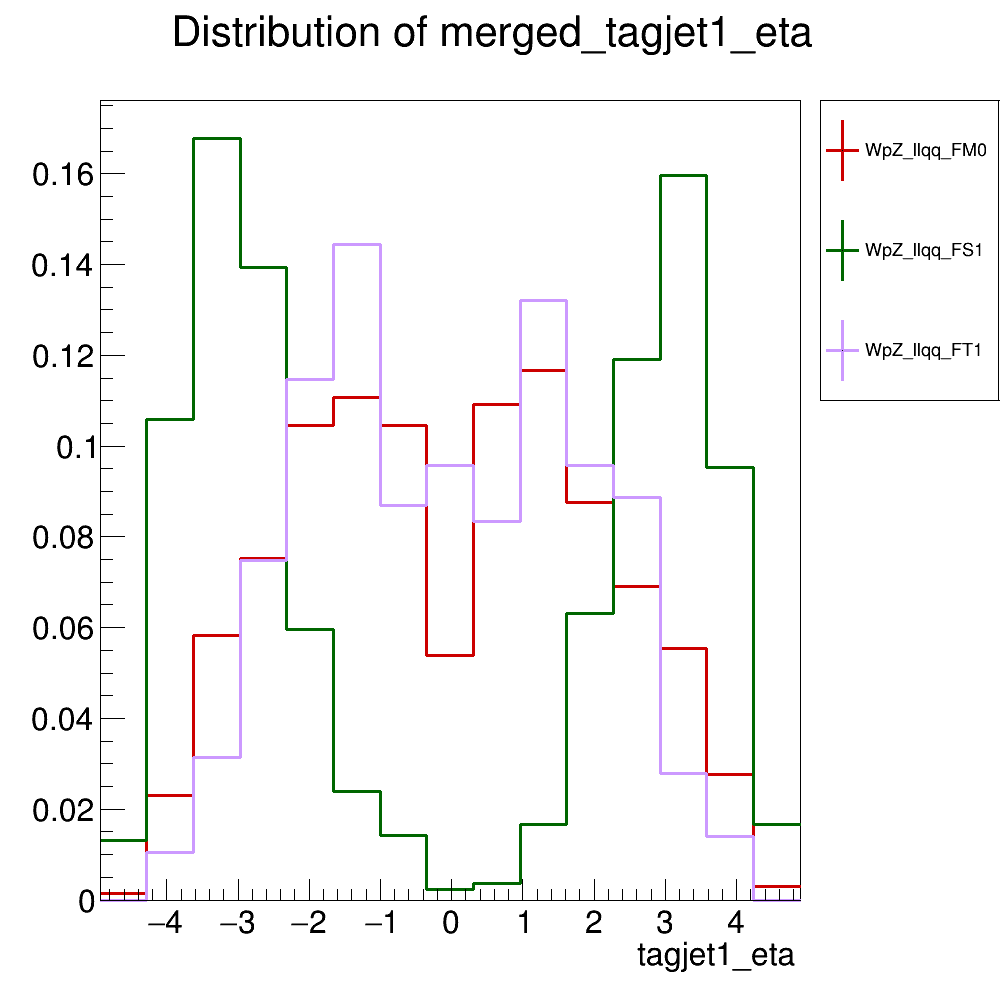 Distribution of merged_tagjet1_eta
WpZ_llqq_FM0
WpZ_llqq_FS1
WpZ_llqq_FT1
0.16
0.14
0.12
0.1
0.08
0.06
0.04
0.02
0
−4 −3 −2 −1 0 1 2 3 4
tagjet1_eta